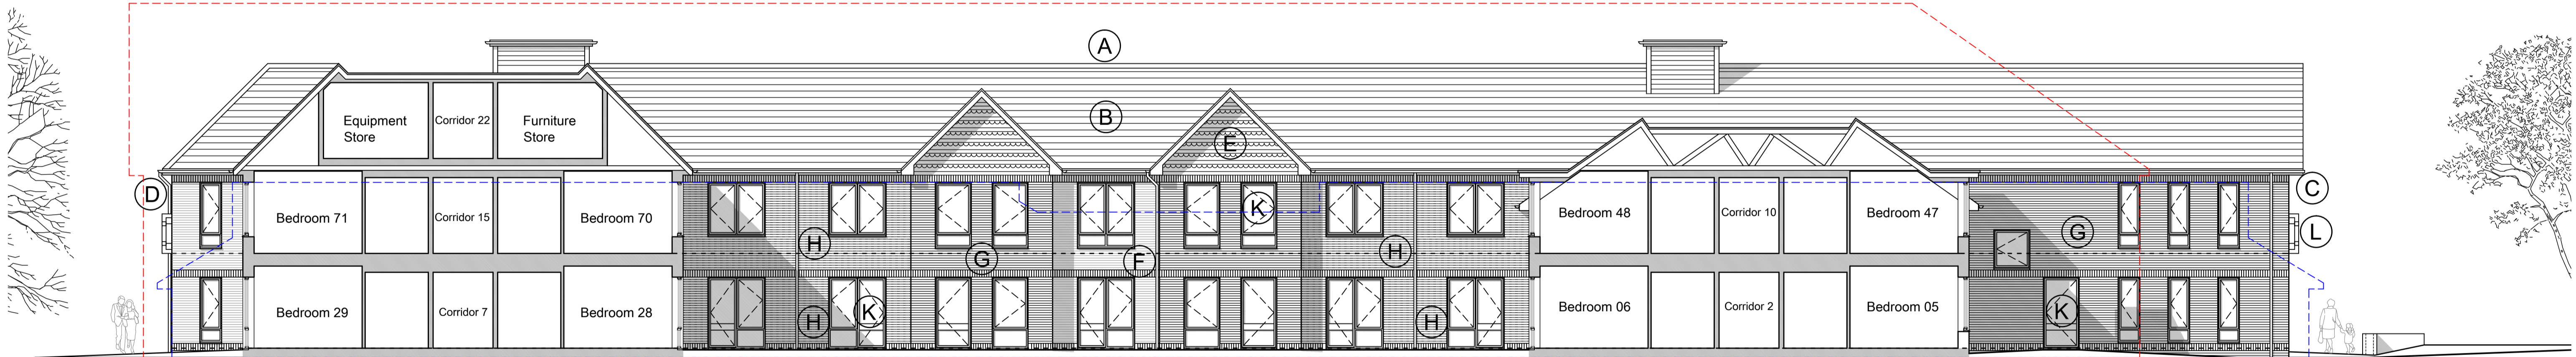 A
Equipment
Store
Corridor 22
Furniture
Store
B
E
D
Bedroom 71
Corridor 15
Bedroom 70
K
Bedroom 48
Corridor 10
Bedroom 47
C
H
G
F
H
G
L
Bedroom 29
Corridor 7
Bedroom 28
H
K
H
Bedroom 06
Corridor 2
Bedroom 05
K